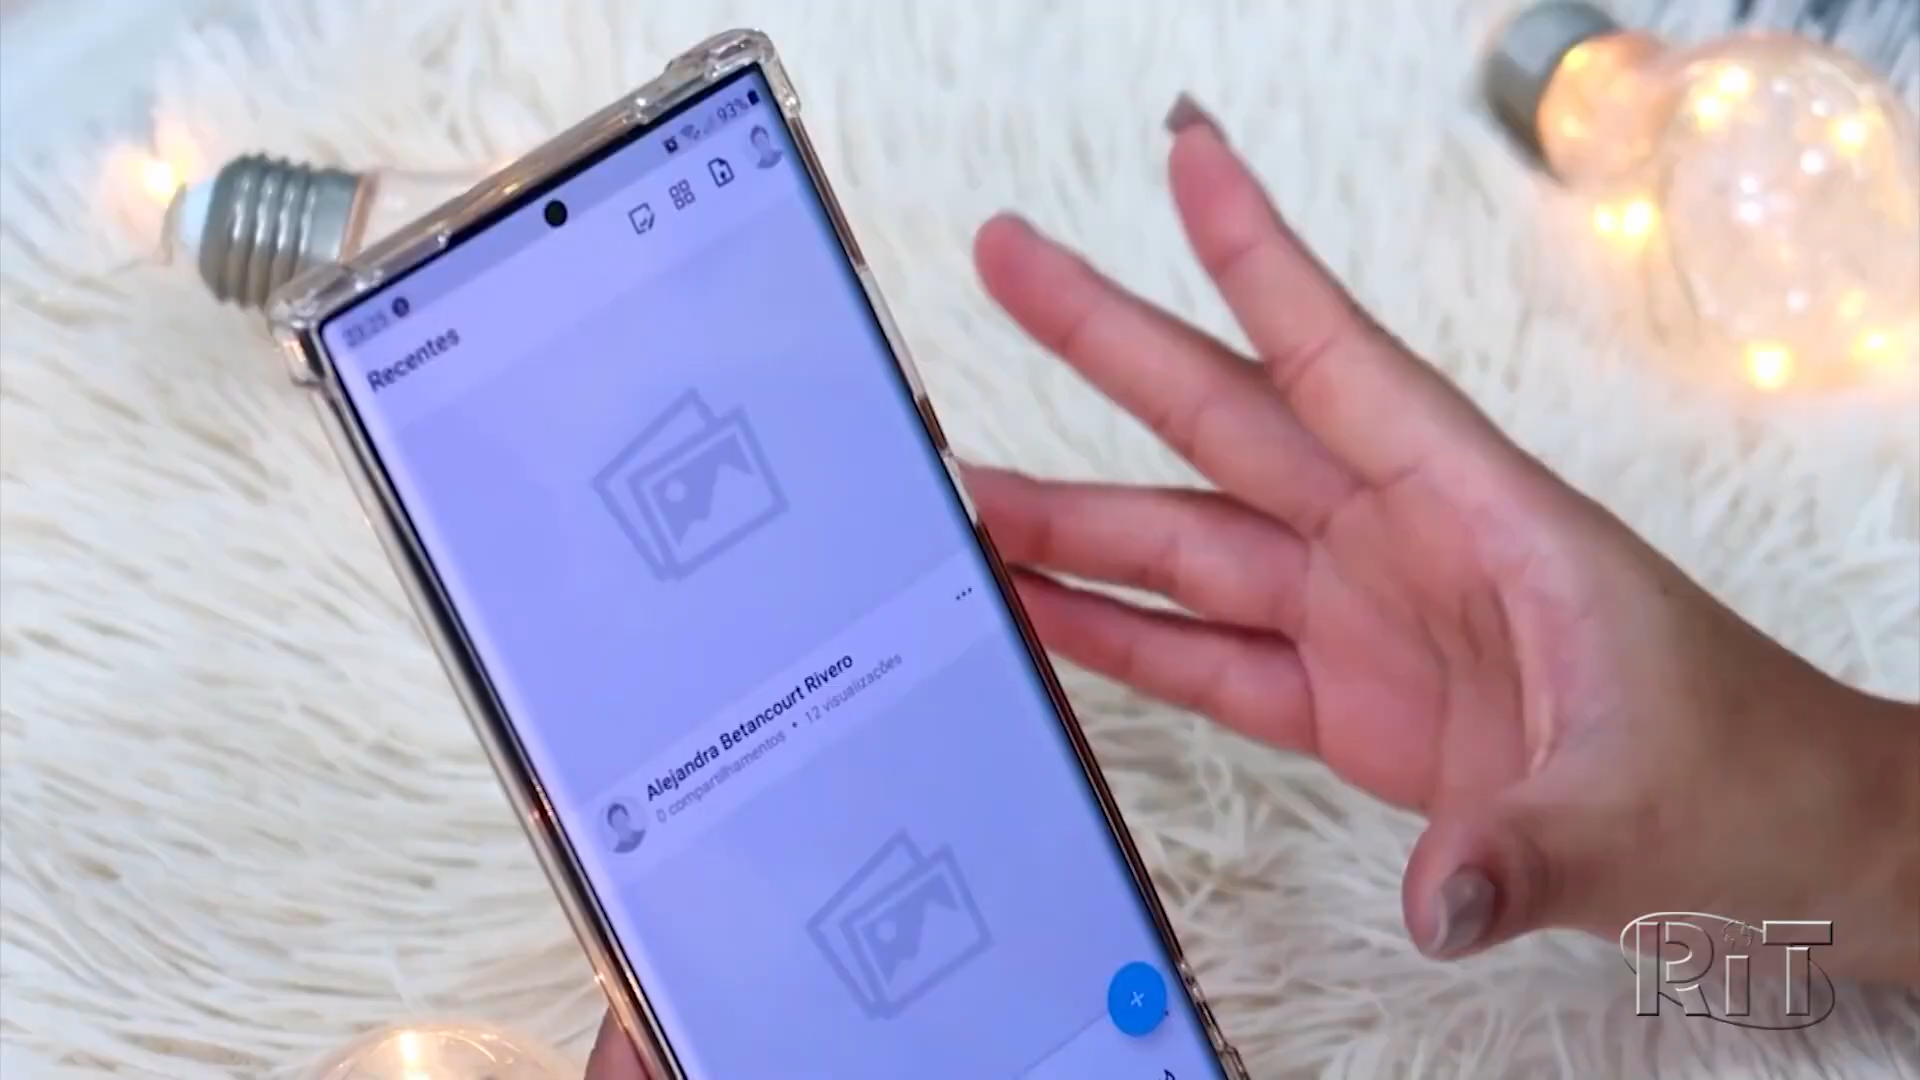 93%
Recentes
Alejandra Betancourt Rivero
0 compartilhamentos • 12 visualizações
RiT